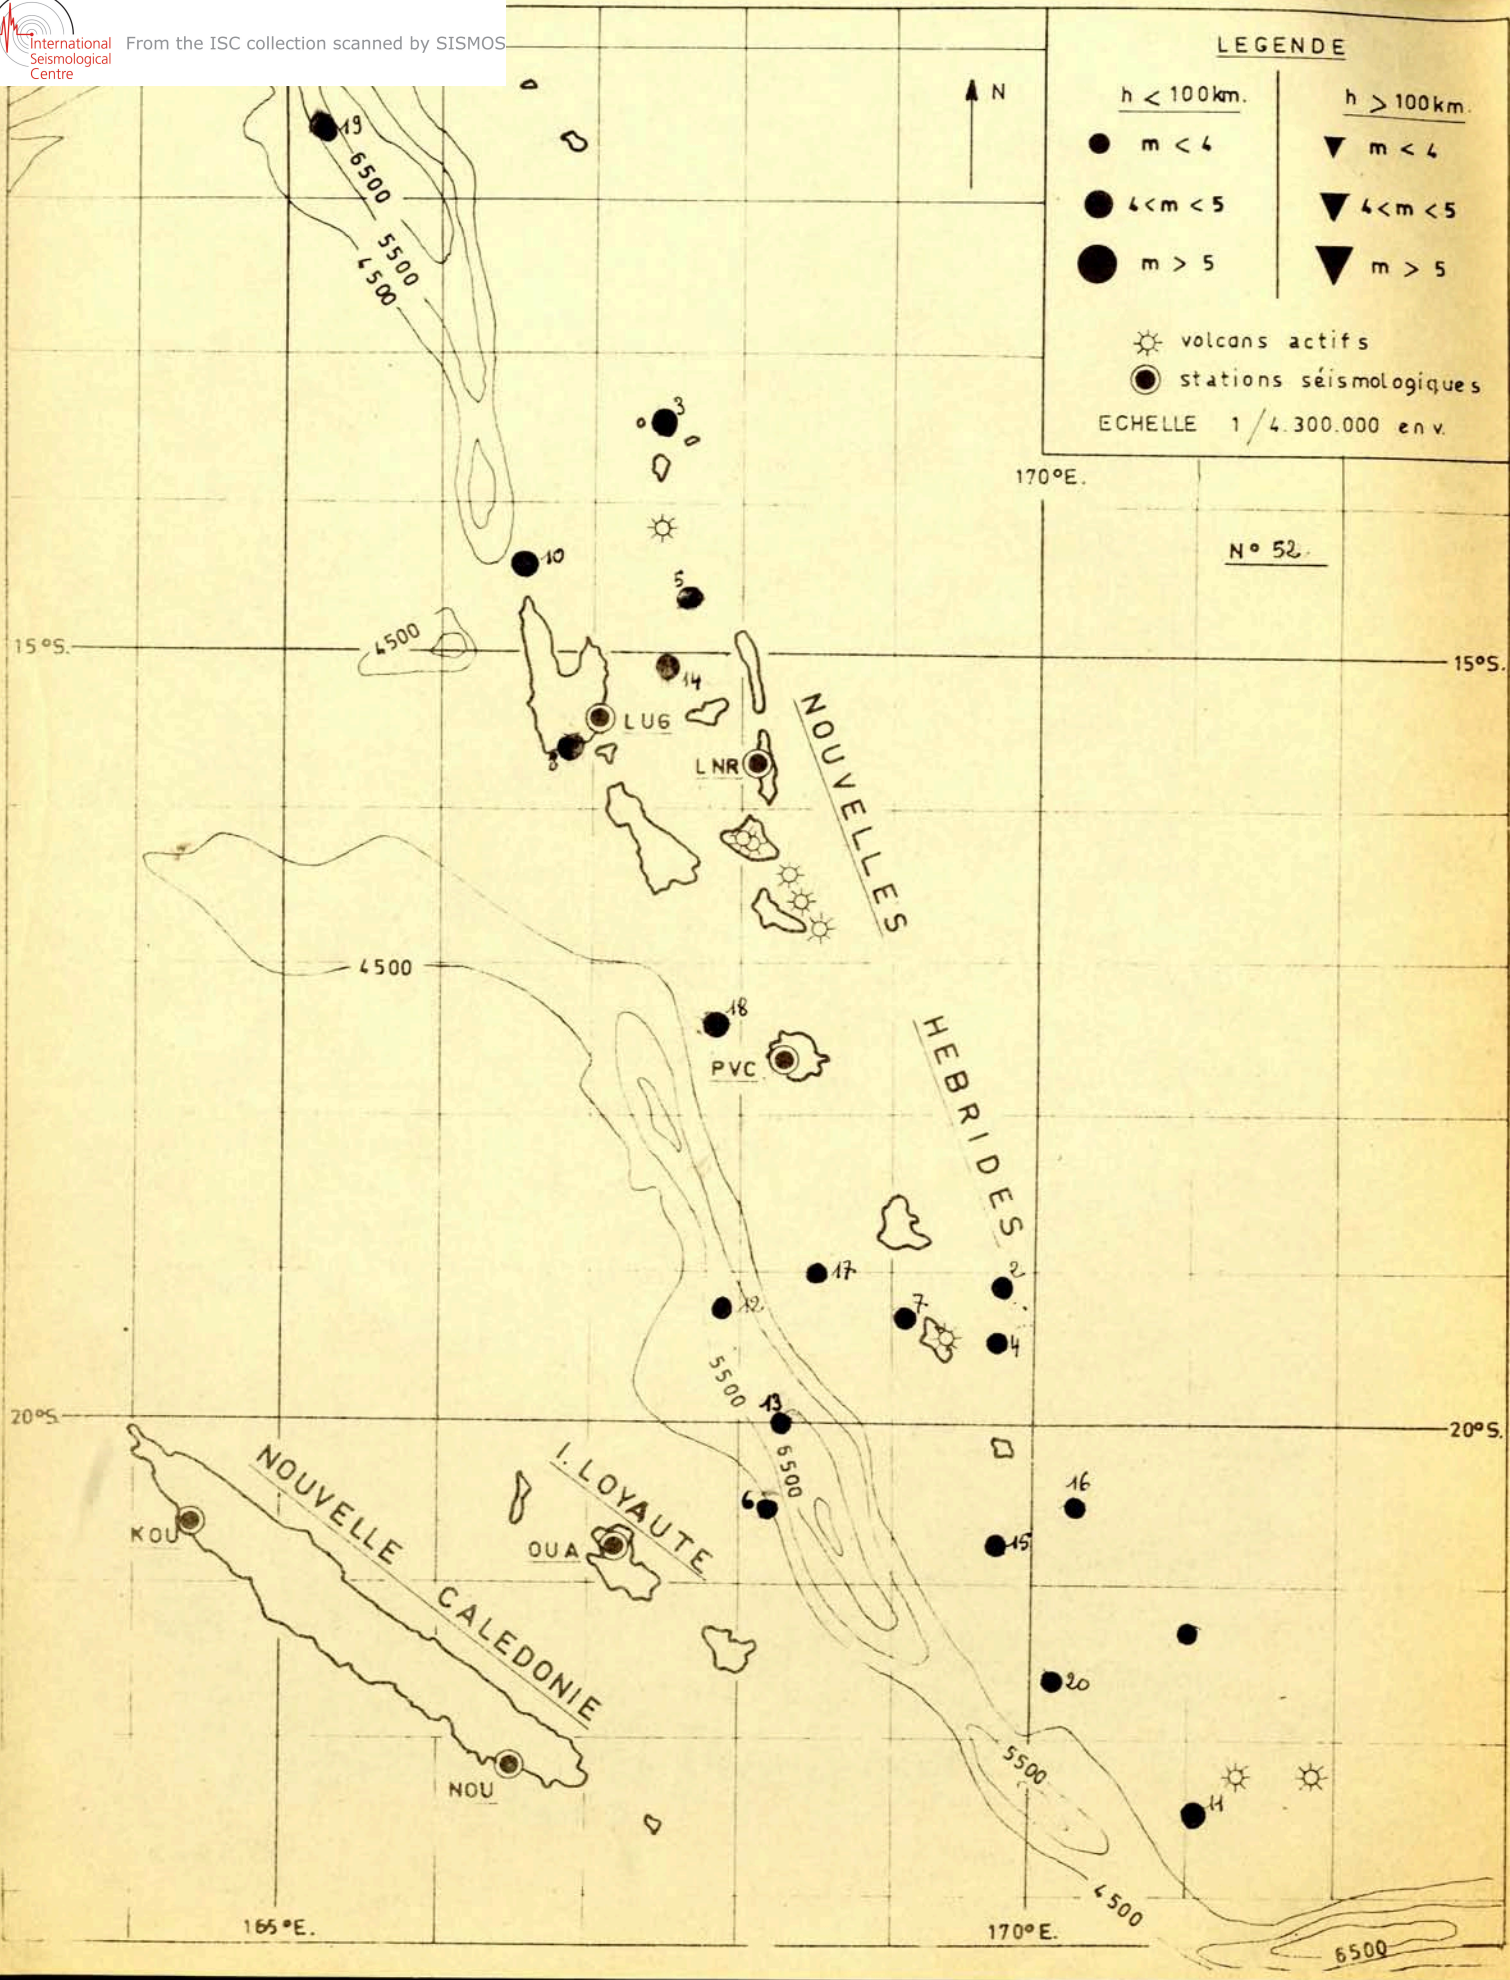 International
Seismological
Centre
From the ISC collection scanned by SISMOS
LEGENDE
h < 100km.
h > 100km.
m < 4
m < 4
4<m < 5
4<m < 5
m > 5
m > 5
volcans actifs
stations séismologiques
ECHELLE 1/4.300.000 env.
N
19
6500
5500
4500
3
170°E.
N° 52.
10
5
15°S.
4500
15°S.
14
LUG
8
LNR
NOUVELLES
4500
18
PVC
HEBRIDES
17
2
12
7
4
5500
13
20°S.
20°S.
6500
NOUVELLE CALEDONIE
I. LOYAUTE
6
16
KOU
OUA
15
20
5500
NOU
11
4500
165°E.
170°E.
6500